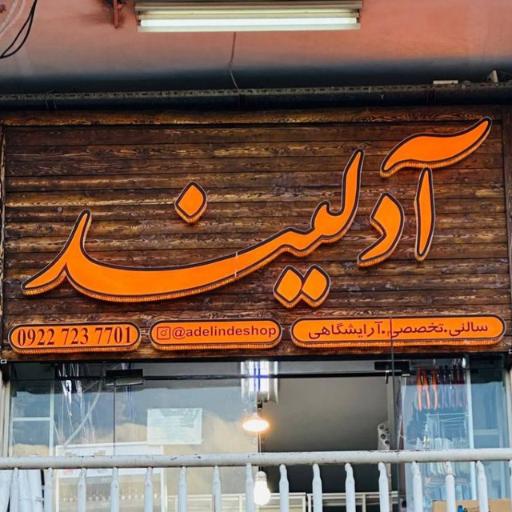 آدلیند
سالنی.تخصصی.آرایشگاهی
@adelindeshop
0922 723 7701